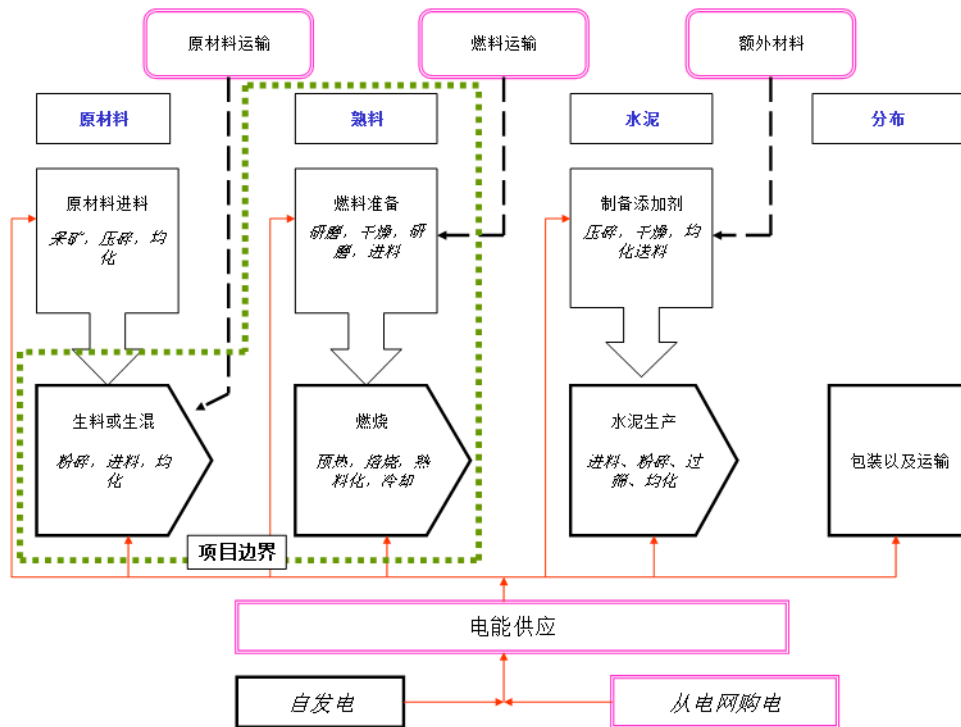 原材料运输
燃料运输
额外材料
原材料
熟料
水泥
分布
原材料进料
采矿，压碎，均
化
燃料准备
研磨，干燥，研
磨，进料
制备添加剂
压碎，干燥，均
化送料
生料或生混
粉碎，进料，均
化
燃烧
预热，焙烧，熟
料化，冷却
水泥生产
进料、粉碎、过
筛、均化
包装以及运输
项目边界
电能供应
自发电
从电网购电